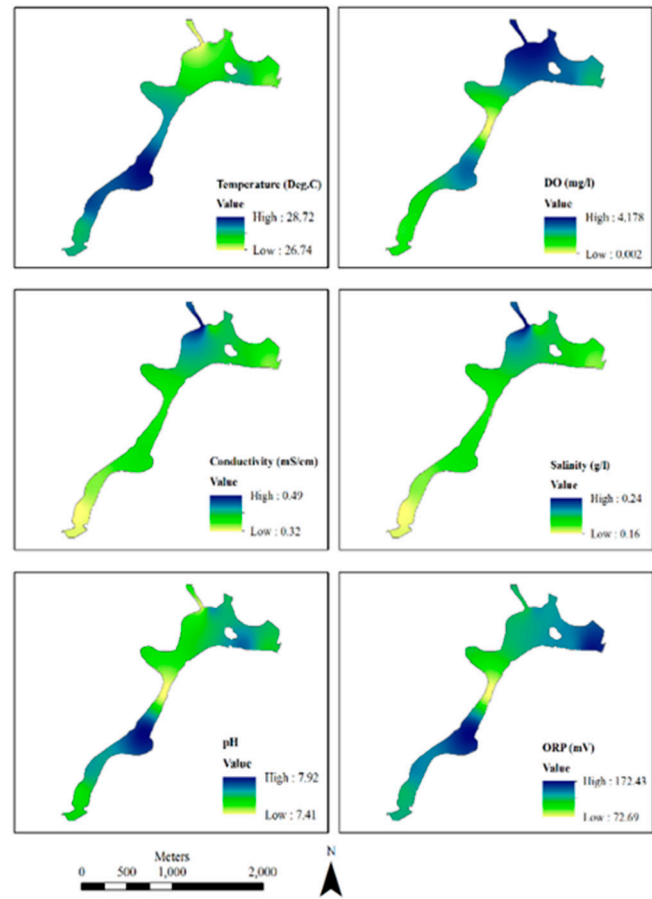 Temperature (Deg.C)
Value
High : 28.72
Low : 26.74
DO (mg/l)
Value
High : 4.178
Low : 0.002
Conductivity (mS/cm)
Value
High : 0.49
Low : 0.32
Salinity (g/l)
Value
High : 0.24
Low : 0.16
pH
Value
High : 7.92
Low : 7.41
ORP (mV)
Value
High : 172.43
Low : 72.69
Meters
0 500 1,000 2,000
N